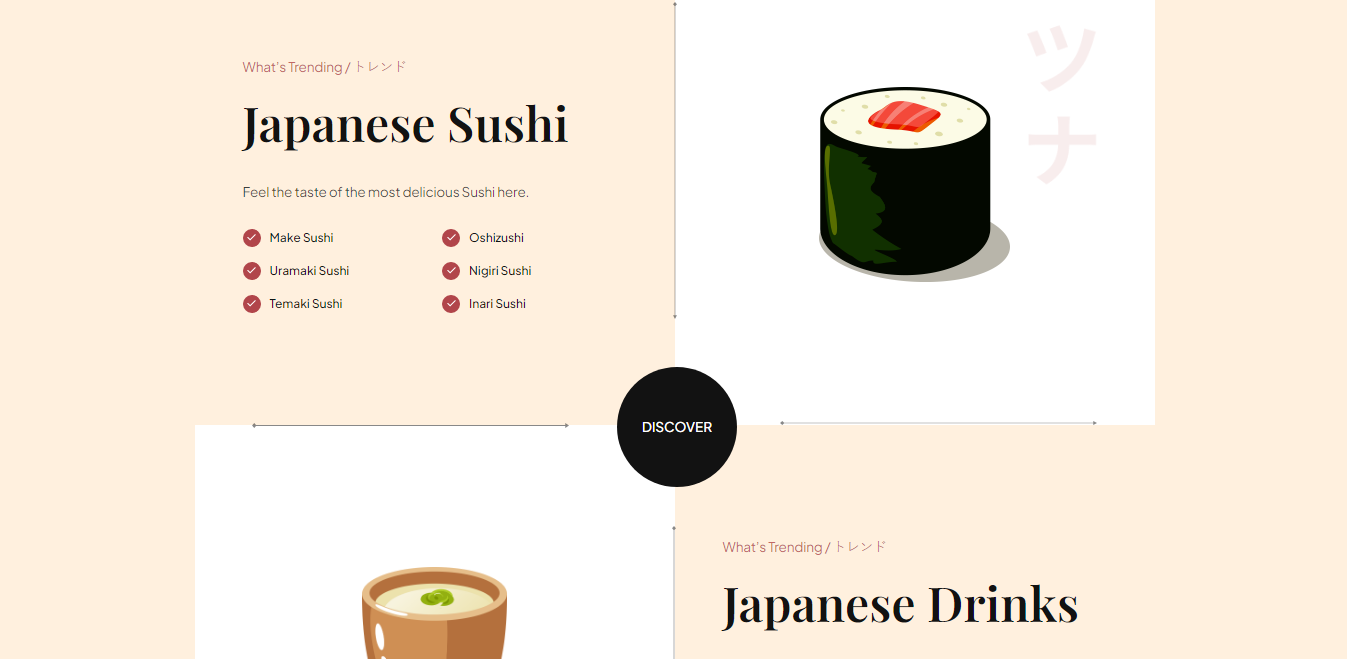 What's Trending / トレンド
Japanese Sushi
Feel the taste of the most delicious Sushi here.
Make Sushi
Oshizushi
Uramaki Sushi
Nigiri Sushi
Temaki Sushi
Inari Sushi
ツナ
DISCOVER
What's Trending / トレンド
Japanese Drinks